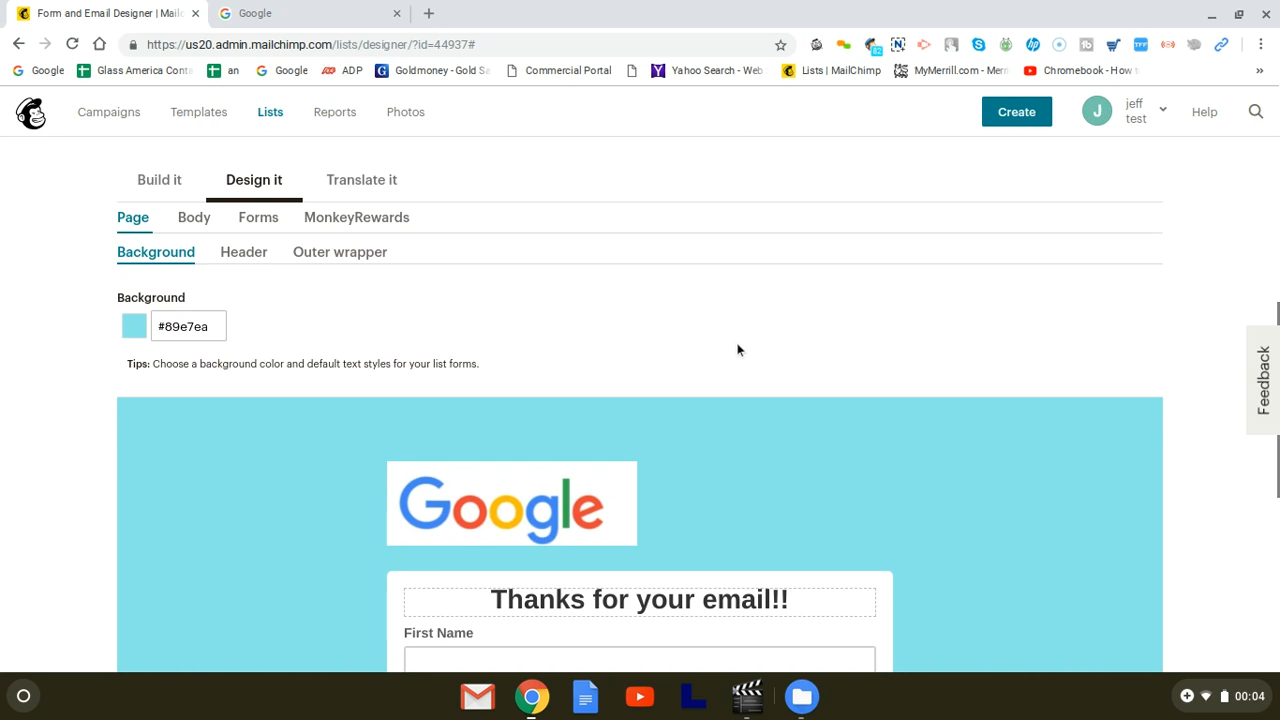 Form and Email Designer | Mailc
Google
https://us20.admin.mailchimp.com/lists/designer/?id=44937#
82
Google
Glass America Conta
an
Google
ADP
Goldmoney - Gold Sa
Commercial Portal
Yahoo Search - Web
Lists | MailChimp
MyMerrill.com - Merr
Chromebook - How t
»
Campaigns
Templates
Lists
Reports
Photos
Create
J
jeff
test
Help
Build it
Design it
Translate it
Page
Body
Forms
MonkeyRewards
Background
Header
Outer wrapper
Background
#89e7ea
Tips: Choose a background color and default text styles for your list forms.
Feedback
Google
Thanks for your email!!
First Name
00:04